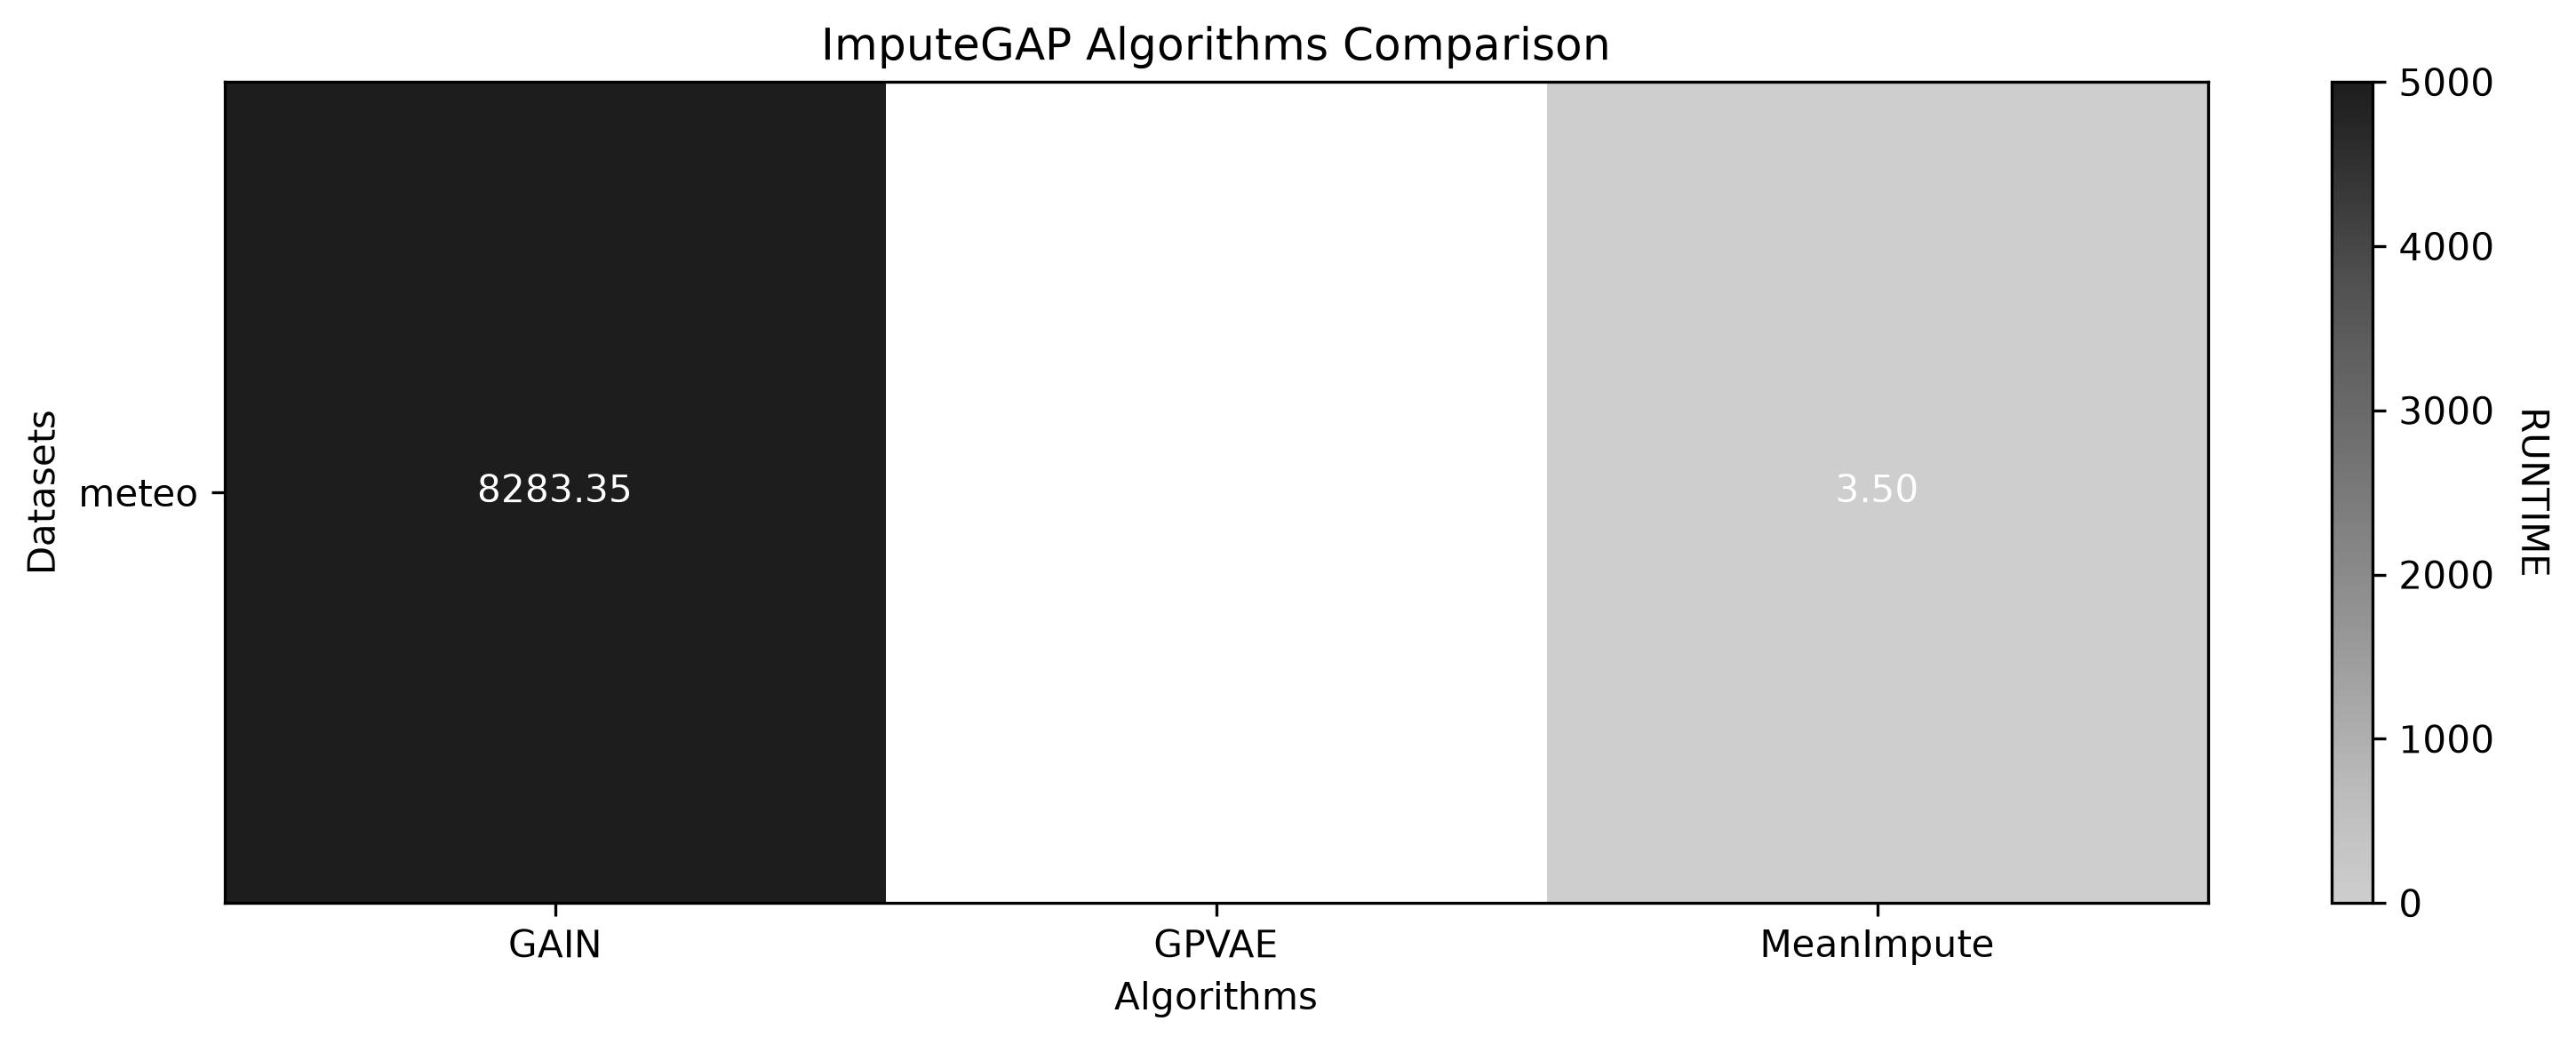 ImputeGAP Algorithms Comparison
Datasets
meteo
8283.35
3.50
GAIN
GPVAE
MeanImpute
Algorithms
5000
4000
3000
2000
1000
0
RUNTIME